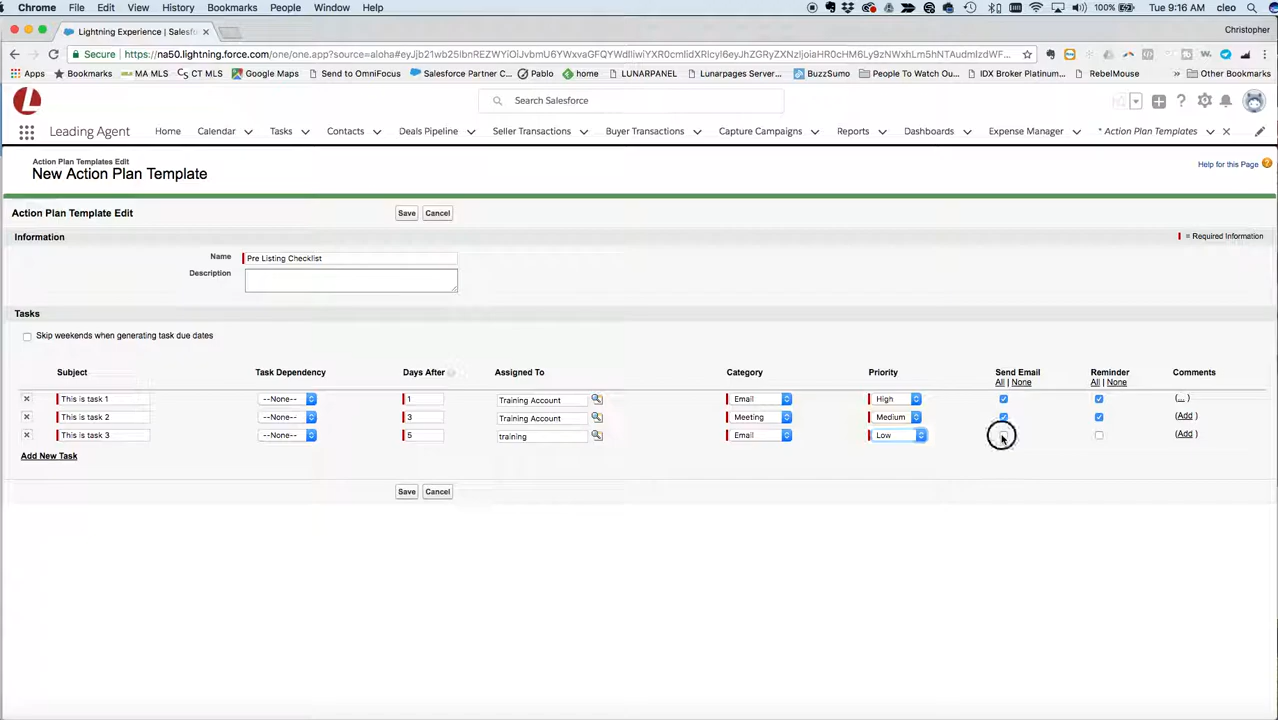 Chrome File Edit View History Bookmarks People Window Help 100% Tue 9:16 AM cleo
Lightning Experience | Salesfor × Christopher
Secure https://na50.lightning.force.com/one/one.app?source=aloha
Apps Bookmarks MA MLS CT MLS Google Maps Send to OmniFocus Salesforce Partner C... Pablo home LUNARPANEL Lunarpages Server... BuzzSumo People To Watch Ou... IDX Broker Platinum... RebelMouse » Other Bookmarks
Search Salesforce
Leading Agent Home Calendar Tasks Contacts Deals Pipeline Seller Transactions Buyer Transactions Capture Campaigns Reports Dashboards Expense Manager * Action Plan Templates
Action Plan Templates Edit
New Action Plan Template
Help for this Page
Action Plan Template Edit Save Cancel
Information = Required Information
Name Pre Listing Checklist
Description
Tasks
Skip weekends when generating task due dates
Subject Task Dependency Days After Assigned To Category Priority Send Email Reminder Comments
All | None All | None
This is task 1 --None-- 1 Training Account Email High (... )
This is task 2 --None-- 3 Training Account Meeting Medium (Add )
This is task 3 --None-- 5 training Email Low (Add )
Add New Task
Save Cancel